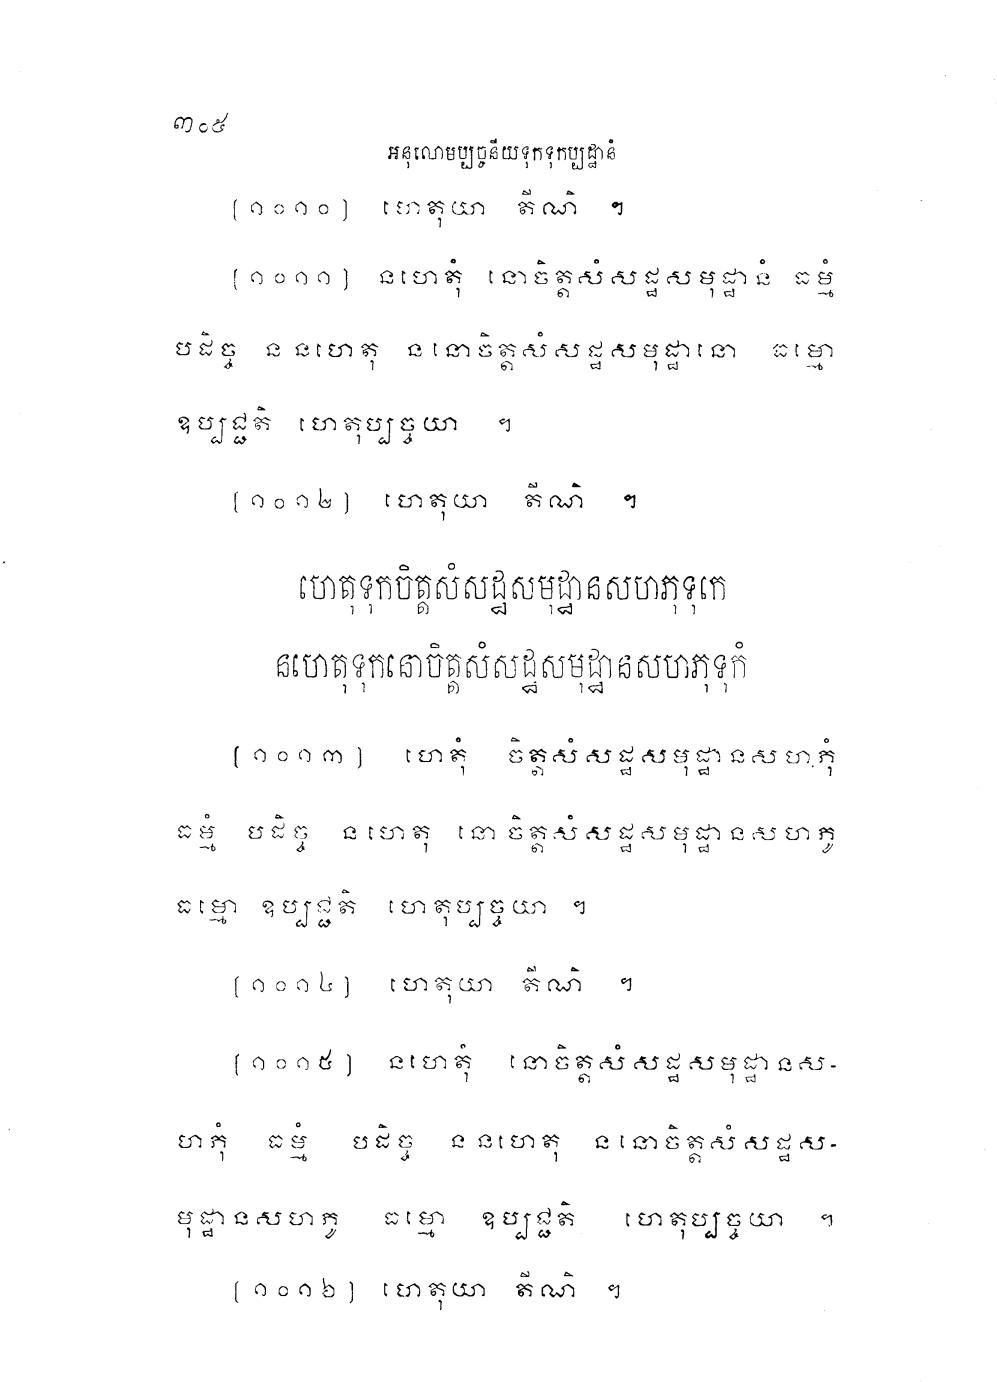 ៣០៥
អនុលោមប្បច្ចនីយទុកទុកប្បដ្ឋានំ
[១០១០] ហេតុយា តីណិ ។
[១០១១] នហេតុំ នោចិត្តសំសដ្ឋសមុដ្ឋានំ ធម្មំ
បដិច្ច ននហេតុ ននោចិត្តសំសដ្ឋសមុដ្ឋានោ ធម្មោ
ឧប្បជ្ជតិ ហេតុប្បច្ចយា ។
[១០១២] ហេតុយា តីណិ ។
ហេតុទុកចិត្តសំសដ្ឋសមុដ្ឋានសហភុទុកេ
នហេតុទុកនោចិត្តសំសដ្ឋសមុដ្ឋានសហភុទុកំ
[១០១៣] ហេតុំ ចិត្តសំសដ្ឋសមុដ្ឋានសហភុំ
ធម្មំ បដិច្ច នហេតុ នោចិត្តសំសដ្ឋសមុដ្ឋានសហភូ
ធម្មោ ឧប្បជ្ជតិ ហេតុប្បច្ចយា ។
[១០១៤] ហេតុយា តីណិ ។
[១០១៥] នហេតុំ នោចិត្តសំសដ្ឋសមុដ្ឋានស-
ហភុំ ធម្មំ បដិច្ច ននហេតុ ននោចិត្តសំសដ្ឋស-
មុដ្ឋានសហភូ ធម្មោ ឧប្បជ្ជតិ ហេតុប្បច្ចយា ។
[១០១៦] ហេតុយា តីណិ ។